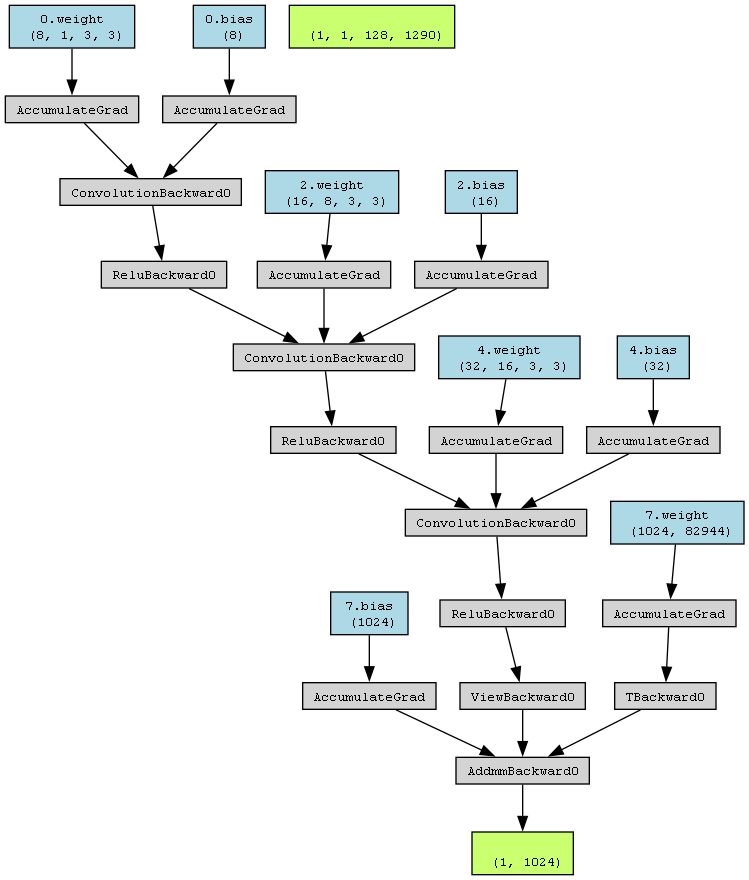 0.weight
(8, 1, 3, 3)
0.bias
(8)
(1, 1, 128, 1290)
AccumulateGrad
AccumulateGrad
ConvolutionBackward0
2.weight
(16, 8, 3, 3)
2.bias
(16)
ReluBackward0
AccumulateGrad
AccumulateGrad
ConvolutionBackward0
4.weight
(32, 16, 3, 3)
4.bias
(32)
ReluBackward0
AccumulateGrad
AccumulateGrad
ConvolutionBackward0
7.weight
(1024, 82944)
7.bias
(1024)
ReluBackward0
AccumulateGrad
AccumulateGrad
ViewBackward0
TBackward0
AddmmBackward0
(1, 1024)